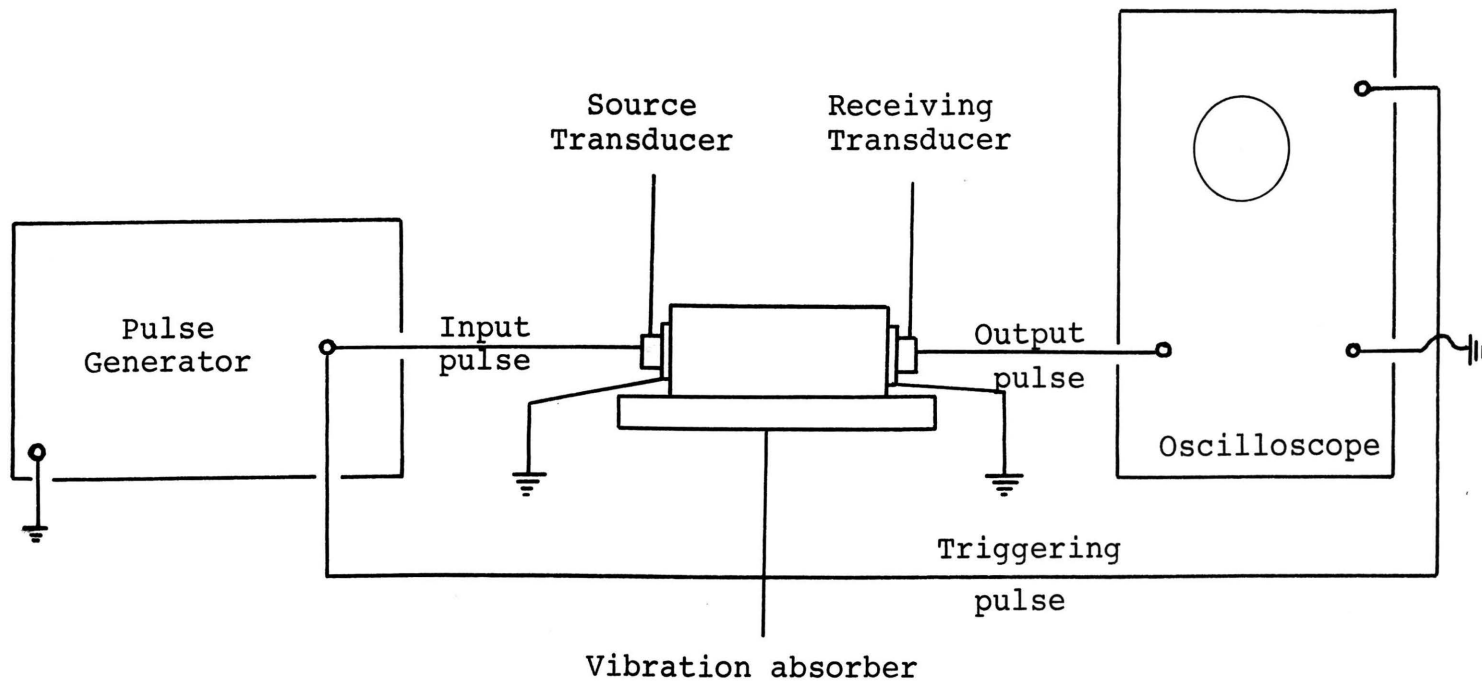 Source
Transducer
Receiving
Transducer
Pulse
Generator
Input
pulse
Output
pulse
Oscilloscope
Triggering
pulse
Vibration absorber